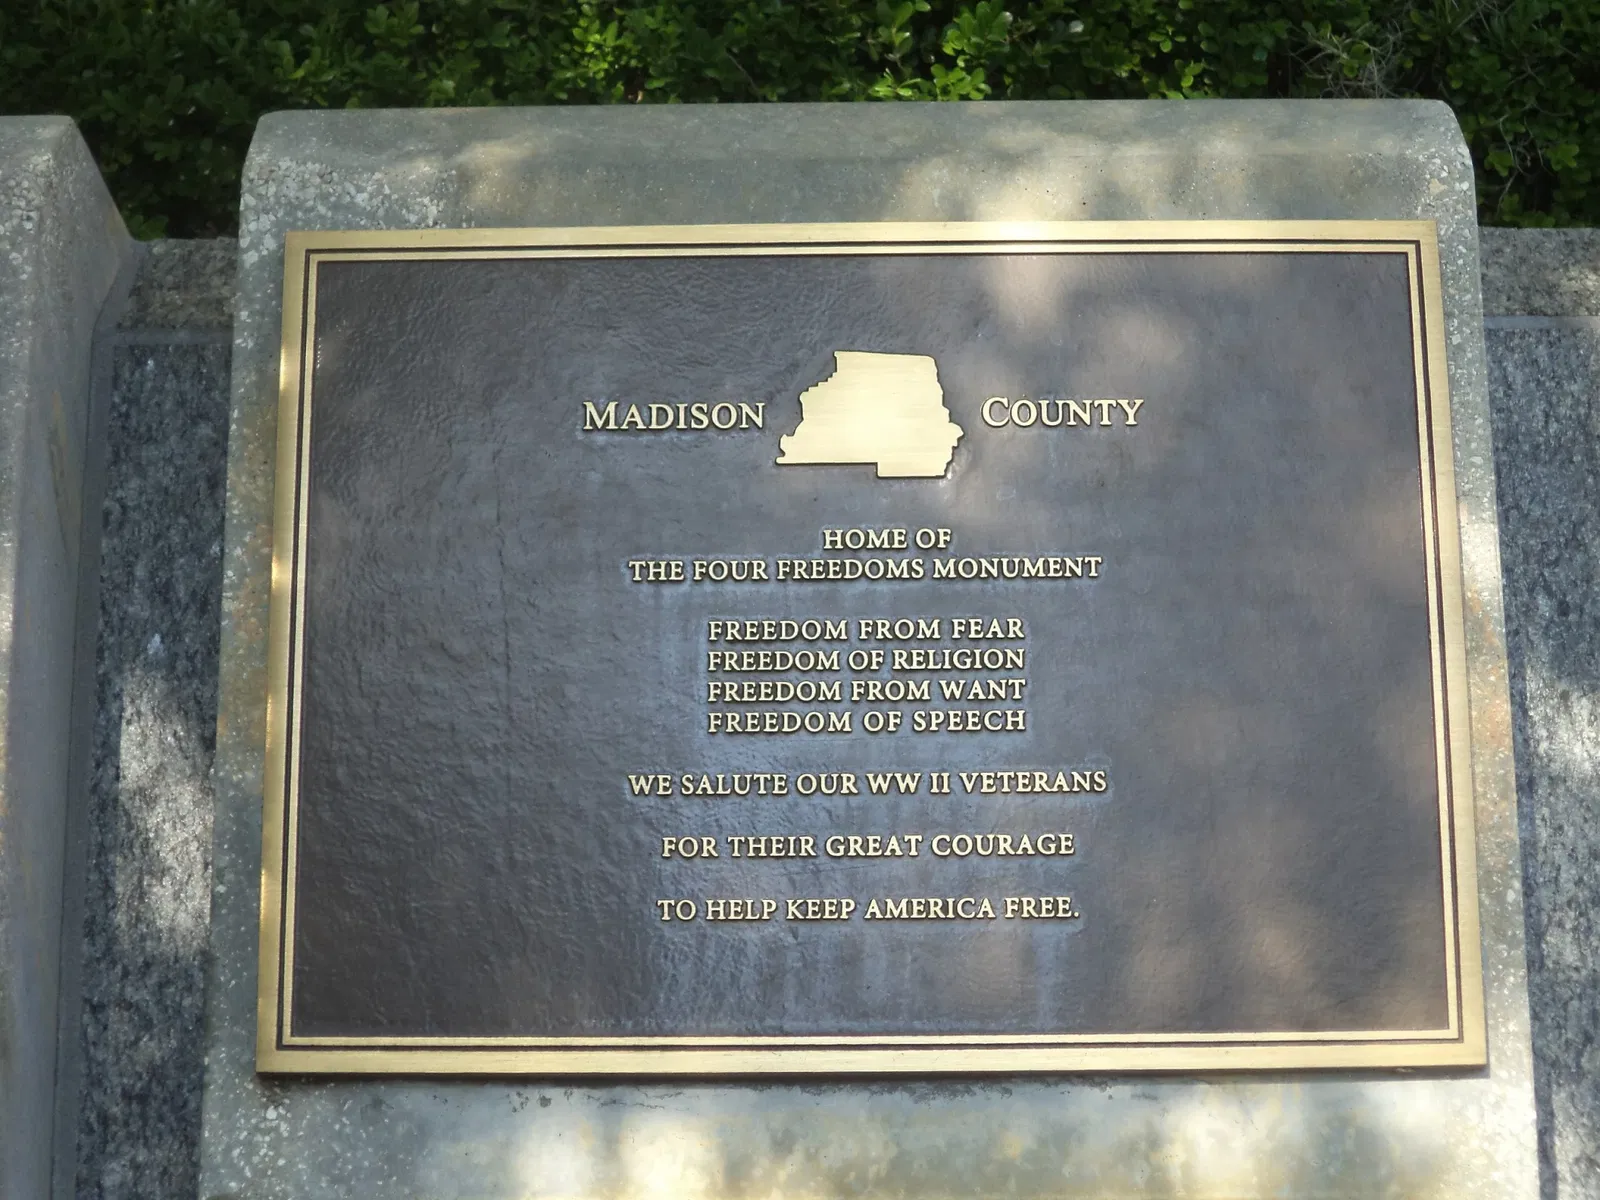 MADISON COUNTY
HOME OF
THE FOUR FREEDOMS MONUMENT
FREEDOM FROM FEAR
FREEDOM OF RELIGION
FREEDOM FROM WANT
FREEDOM OF SPEECH
WE SALUTE OUR WW II VETERANS
FOR THEIR GREAT COURAGE
TO HELP KEEP AMERICA FREE.